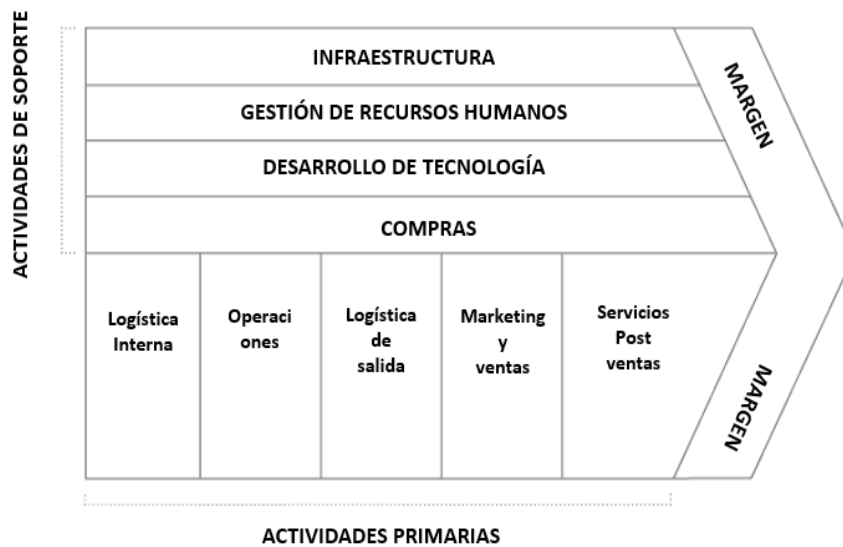 ACTIVIDADES DE SOPORTE
INFRAESTRUCTURA
GESTIÓN DE RECURSOS HUMANOS
DESARROLLO DE TECNOLOGÍA
COMPRAS
MARGEN
Logística
Interna
Operaci
ones
Logística
de
salida
Marketing
y
ventas
Servicios
Post
ventas
MARGEN
ACTIVIDADES PRIMARIAS